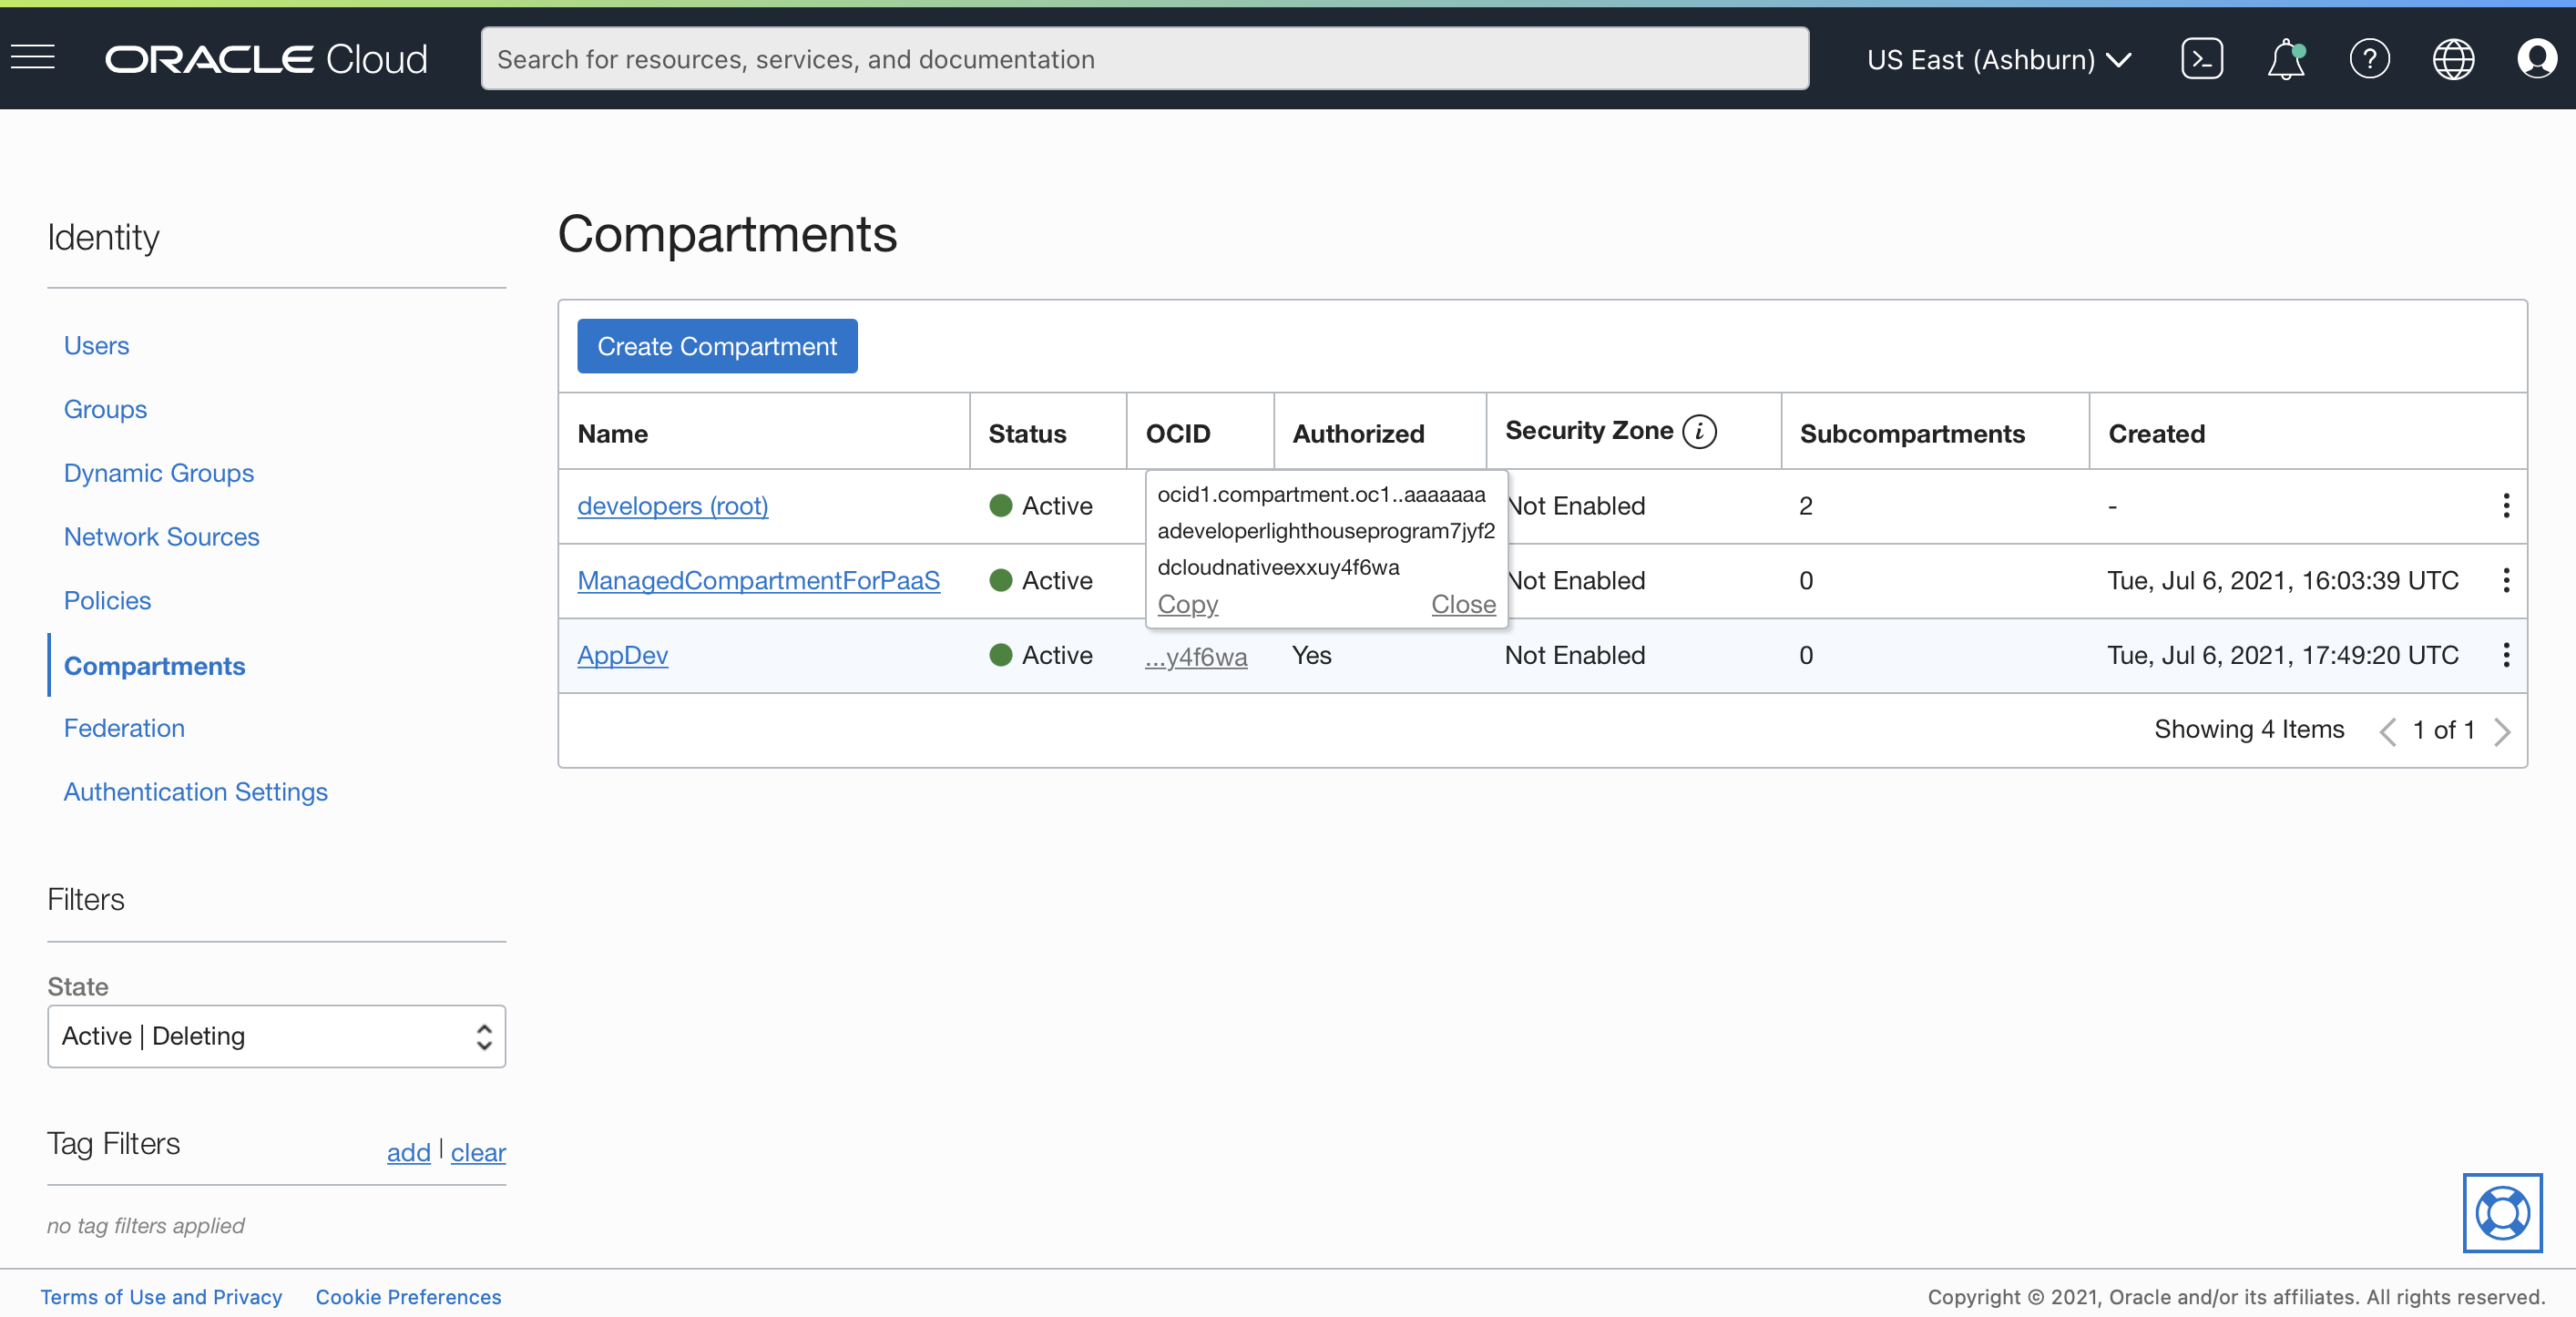 ORACLE Cloud
Search for resources, services, and documentation
US East (Ashburn)
Identity
Users
Groups
Dynamic Groups
Network Sources
Policies
Compartments
Federation
Authentication Settings
Filters
State
Active | Deleting
Tag Filters
add | clear
no tag filters applied
Compartments
Create Compartment
Name Status OCID Authorized Security Zone i Subcompartments Created
developers (root) Active Not Enabled 2 -
ocid1.compartment.oc1..aaaaaaa
adeveloperlighthouseprogram7jyf2
dcloudnativeexxuy4f6wa
Copy Close
ManagedCompartmentForPaaS Active Not Enabled 0 Tue, Jul 6, 2021, 16:03:39 UTC
AppDev Active ...y4f6wa Yes Not Enabled 0 Tue, Jul 6, 2021, 17:49:20 UTC
Showing 4 Items < 1 of 1 >
Terms of Use and Privacy Cookie Preferences
Copyright © 2021, Oracle and/or its affiliates. All rights reserved.